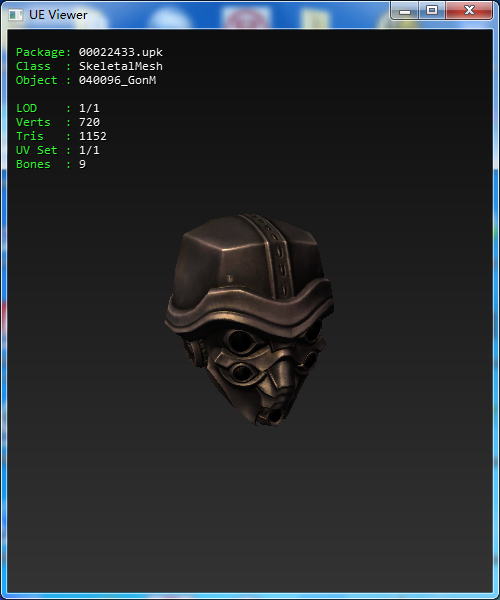 UE Viewer
Package: 00022433.upk
Class : SkeletalMesh
Object : 040096_GonM
LOD : 1/1
Verts : 720
Tris : 1152
UV Set : 1/1
Bones : 9